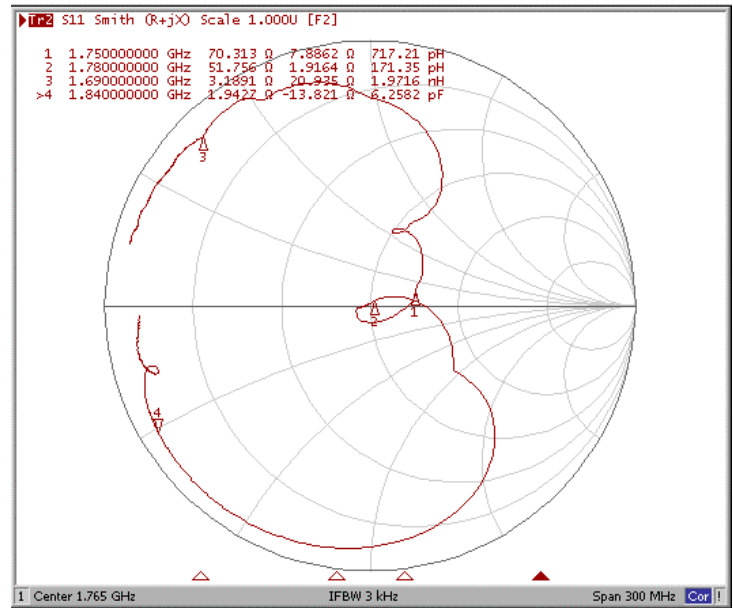 Tr2 S11 Smith (R+jX) Scale 1.000U [F2]
1 1.750000000 GHz 70.313 Ω 7.8862 Ω 717.21 pH
2 1.780000000 GHz 51.756 Ω 1.9164 Ω 171.35 pH
3 1.690000000 GHz 3.1891 Ω 20.935 Ω 1.9716 nH
>4 1.840000000 GHz 1.9427 Ω -13.821 Ω 6.2582 pF
3
1
2
4
1 Center 1.765 GHz IFBW 3 kHz Span 300 MHz Cor !